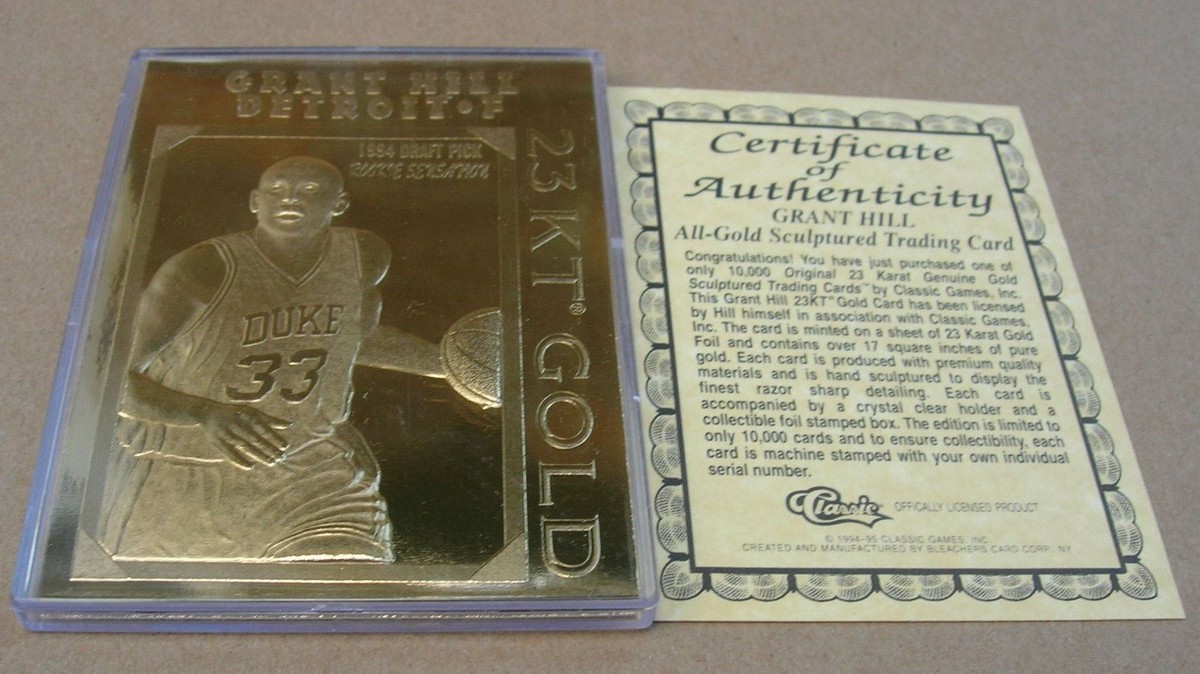 GRANT HILL
DETROIT • F
1994 DRAFT PICK
ROOKIE SENSATION
DUKE
33
23 KT® GOLD
Certificate
of
Authenticity
GRANT HILL
All-Gold Sculptured Trading Card
Congratulations! You have just purchased one of
only 10,000 Original 23 Karat Genuine Gold
Sculptured Trading Cards™ by Classic Games, Inc.
This Grant Hill 23KT® Gold Card has been licensed
by Hill himself in association with Classic Games,
Inc. The card is minted on a sheet of 23 Karat Gold
Foil and contains over 17 square inches of pure
gold. Each card is produced with premium quality
materials and is hand sculptured to display the
finest razor sharp detailing. Each card is
accompanied by a crystal clear holder and a
collectible foil stamped box. The edition is limited to
only 10,000 cards and to ensure collectibility, each
card is machine stamped with your own individual
serial number.
Classic® OFFICALLY LICENSED PRODUCT
© 1994-95 CLASSIC GAMES, INC.
CREATED AND MANUFACTURED BY BLEACHERS CARD CORP. NY